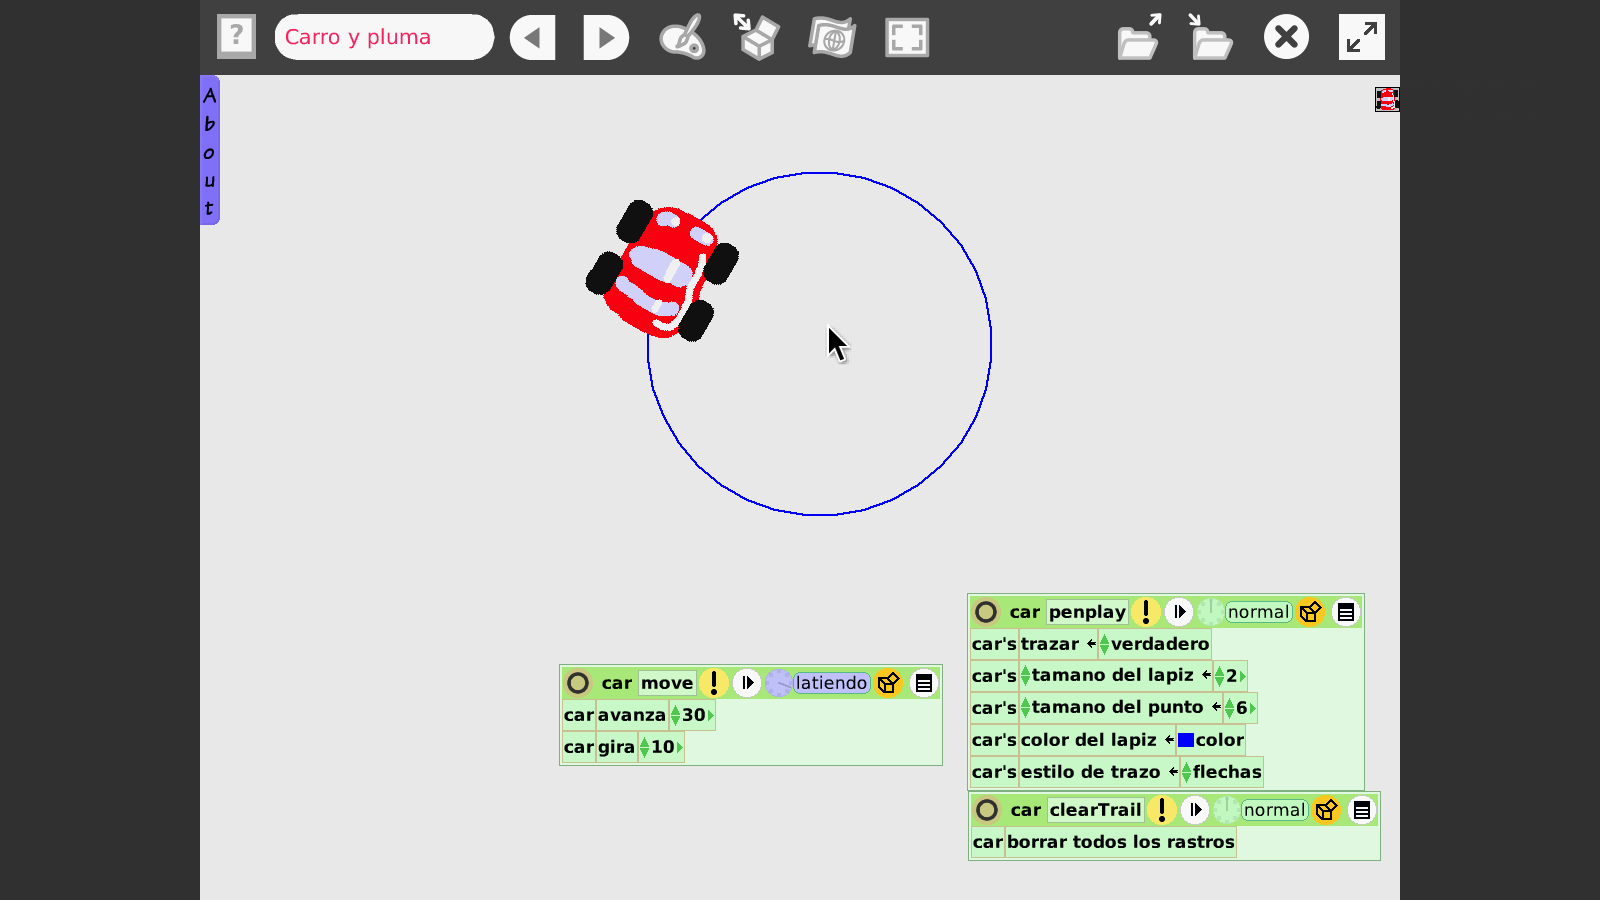 ?
Carro y pluma
About
car penplay ! normal
car's trazar verdadero
car's tamano del lapiz 2
car's tamano del punto 6
car's color del lapiz color
car's estilo de trazo flechas
car move ! latiendo
car avanza 30
car gira 10
car clearTrail ! normal
car borrar todos los rastros